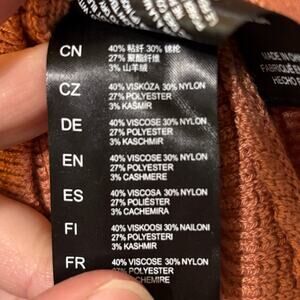 CN 40% 粘纤 30% 锦纶
27% 聚酯纤维
3% 山羊绒
CZ 40% VISKÓZA 30% NYLON
27% POLYESTER
3% KAŠMÍR
DE 40% VISCOSE 30% NYLON
27% POLYESTER
3% KASCHMIR
EN 40% VISCOSE 30% NYLON
27% POLYESTER
3% CASHMERE
ES 40% VISCOSA 30% NYLON
27% POLIÉSTER
3% CACHEMIRA
FI 40% VISKOOSI 30% NAILONI
27% POLYESTERI
3% KASHMIR
FR 40% VISCOSE 30% NYLON
27% POLYESTER
MADE IN
HECHO